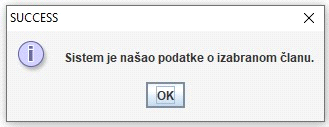 SUCCESS
Sistem je našao podatke o izabranom članu.
OK